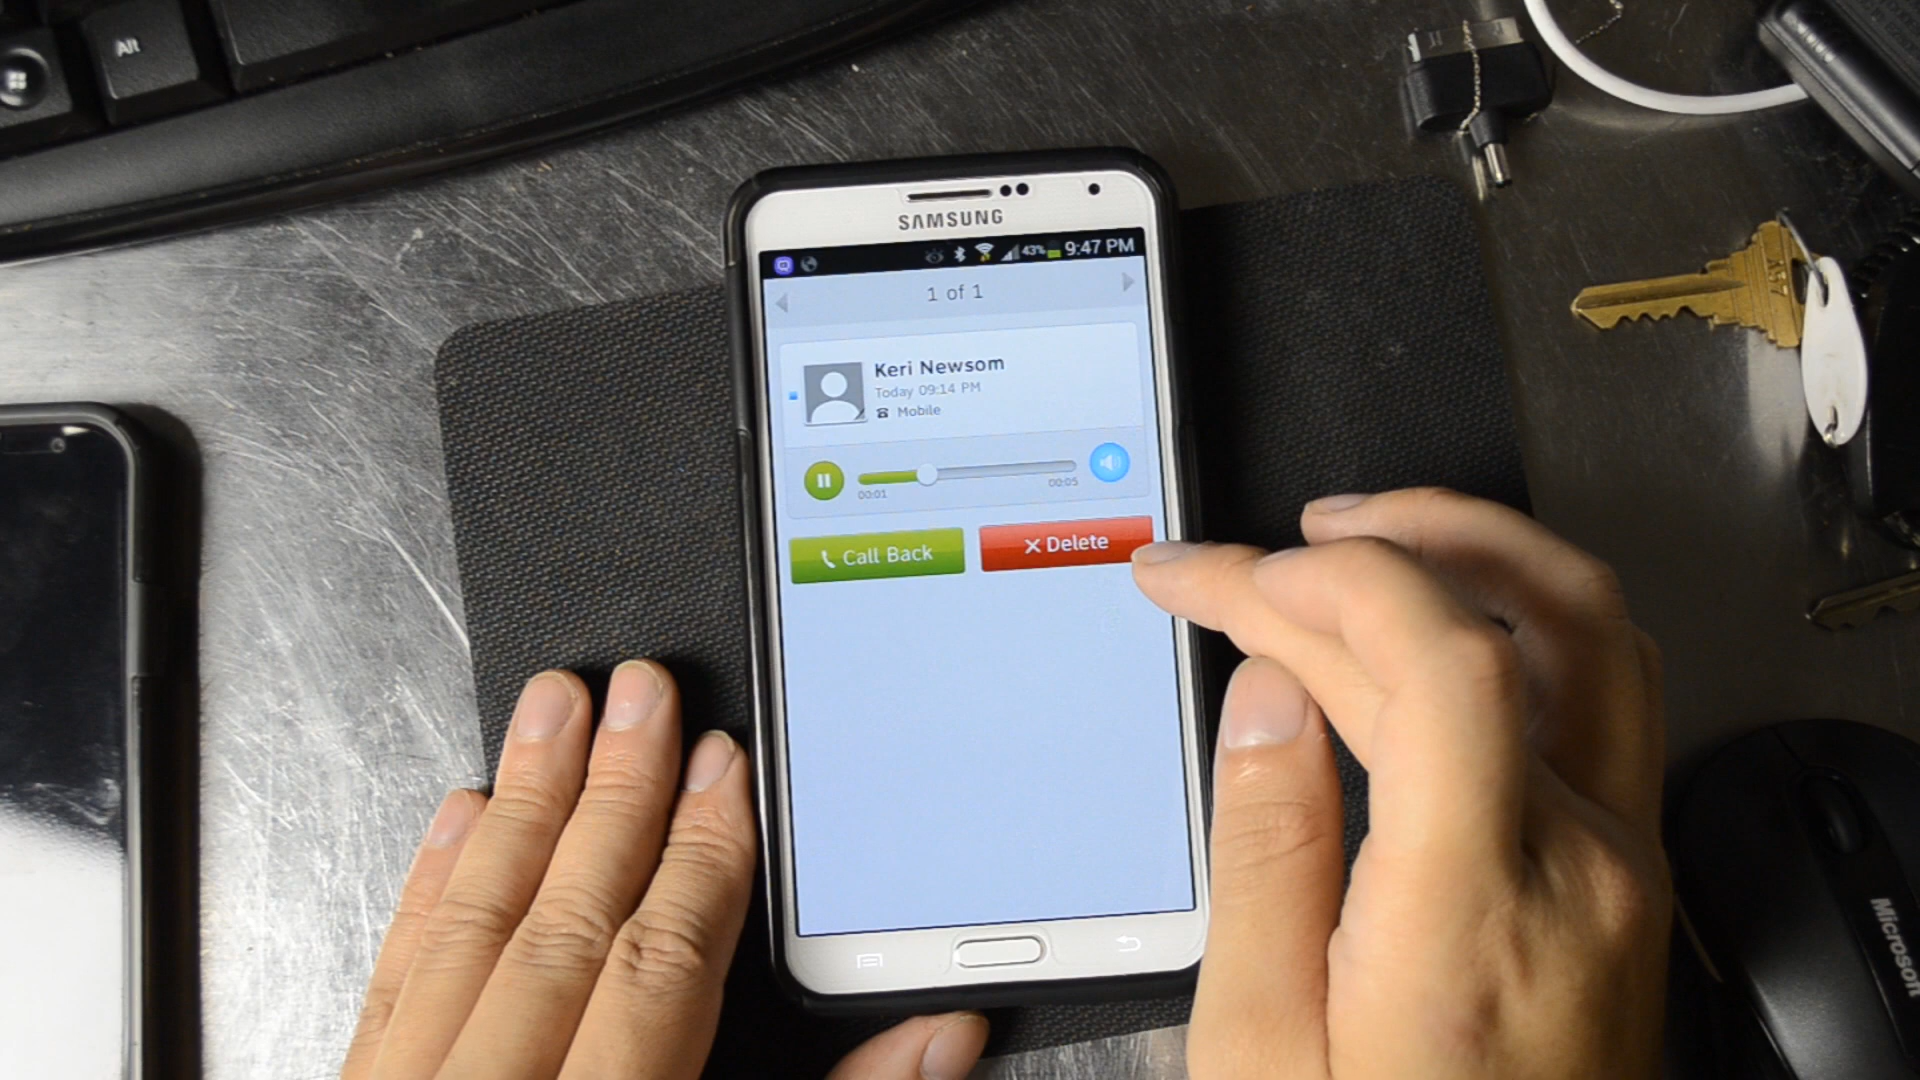 Alt
SAMSUNG
43% 9:47 PM
1 of 1
Keri Newsom
Today 09:14 PM
Mobile
00:01
00:05
Call Back
X Delete
Microsoft